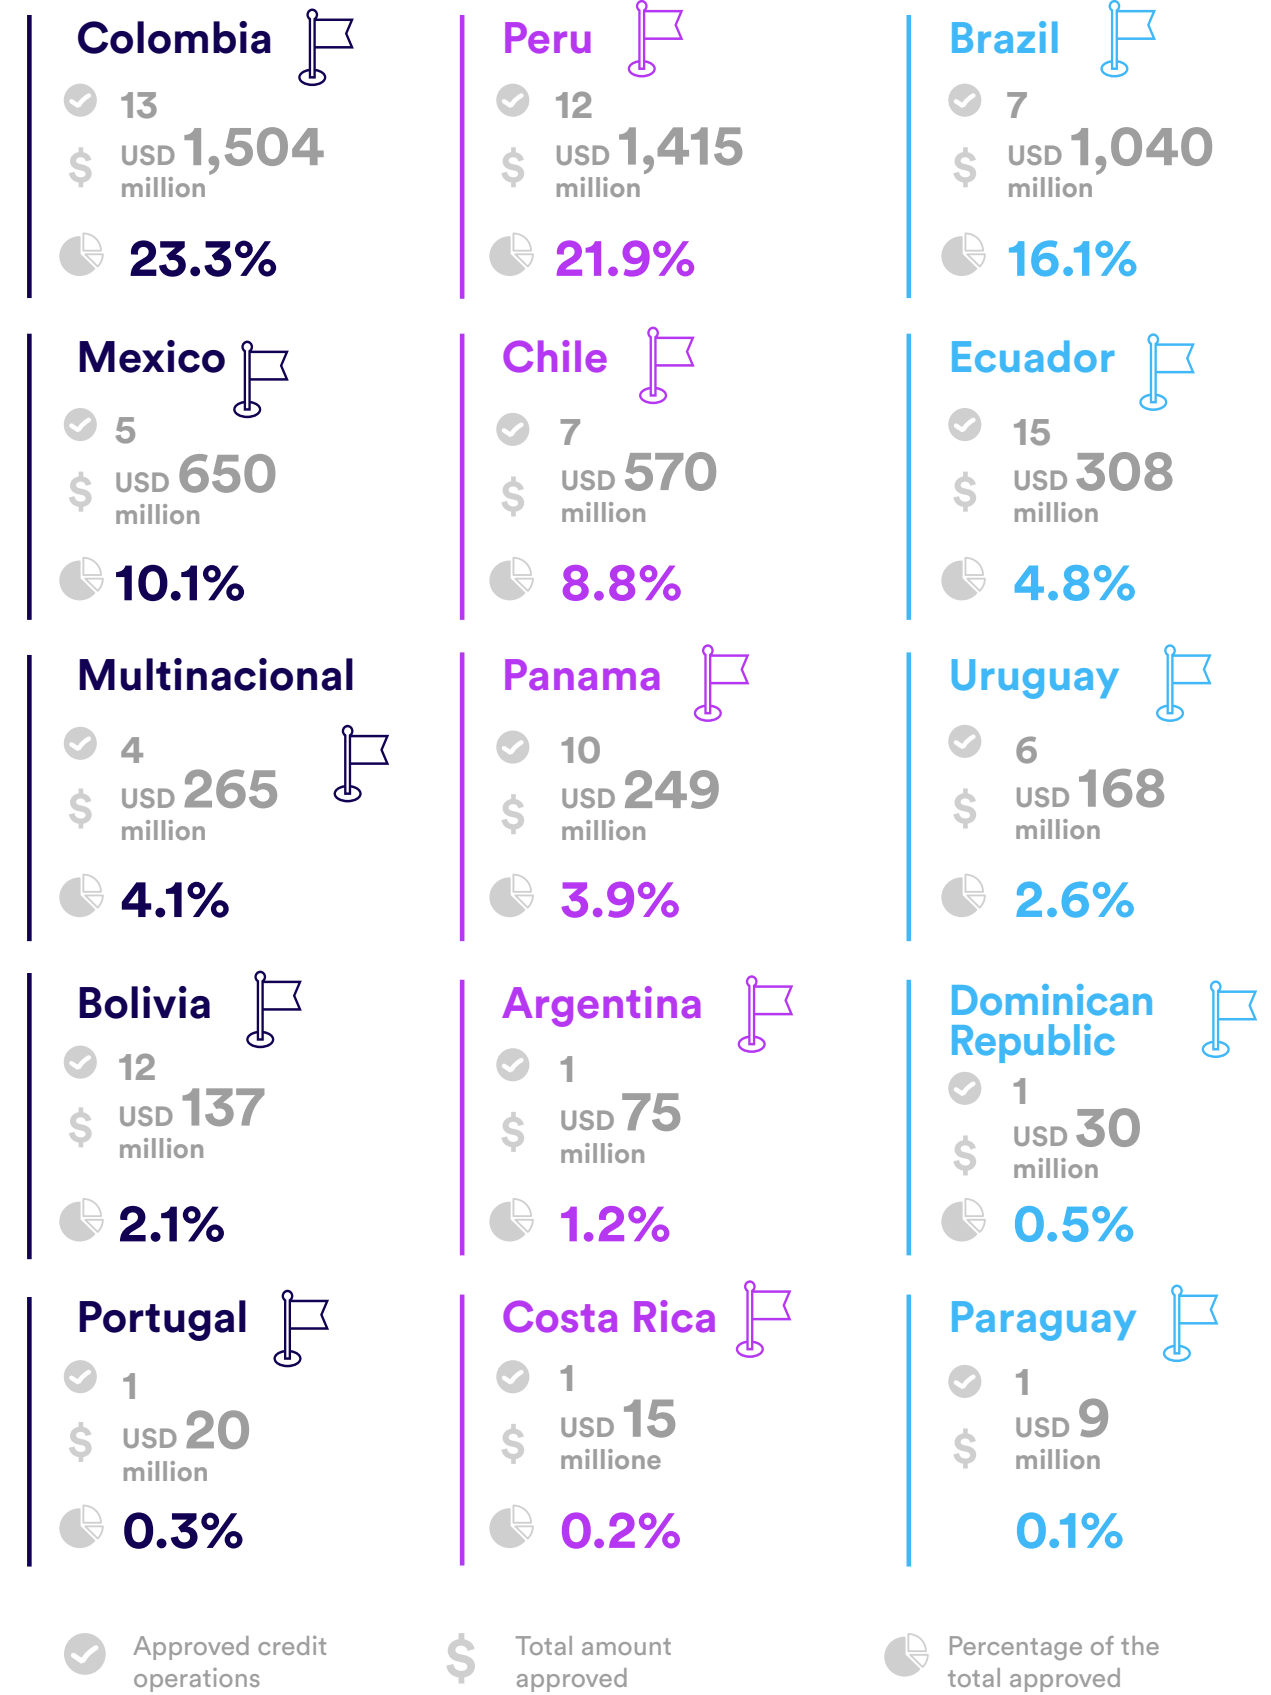 Colombia
13
USD 1,504
million
23.3%
Peru
12
USD 1,415
million
21.9%
Brazil
7
USD 1,040
million
16.1%
Mexico
5
USD 650
million
10.1%
Chile
7
USD 570
million
8.8%
Ecuador
15
USD 308
million
4.8%
Multinacional
4
USD 265
million
4.1%
Panama
10
USD 249
million
3.9%
Uruguay
6
USD 168
million
2.6%
Bolivia
12
USD 137
million
2.1%
Argentina
1
USD 75
million
1.2%
Dominican
Republic
1
USD 30
million
0.5%
Portugal
1
USD 20
million
0.3%
Costa Rica
1
USD 15
millione
0.2%
Paraguay
1
USD 9
million
0.1%
Approved credit
operations
Total amount
approved
Percentage of the
total approved